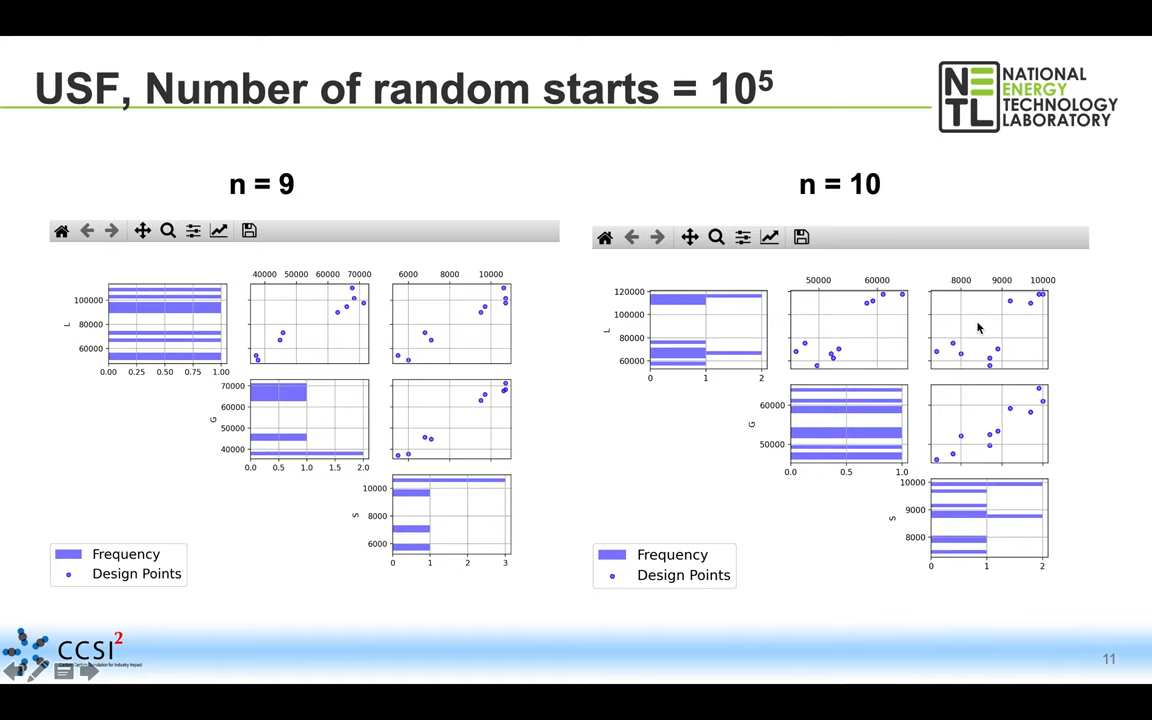 USF, Number of random starts = 10⁵
NATIONAL
ENERGY
TECHNOLOGY
LABORATORY
NETL
n = 9
n = 10
40000 50000 60000 70000
6000 8000 10000
100000
80000
60000
L
0.00 0.25 0.50 0.75 1.00
70000
60000
50000
40000
G
0.0 0.5 1.0 1.5 2.0
10000
8000
6000
S
0 1 2 3
Frequency
Design Points
50000 60000
8000 9000 10000
120000
100000
80000
60000
L
0 1 2
60000
50000
G
0.0 0.5 1.0
10000
9000
8000
S
0 1 2
Frequency
Design Points
CCSI²
11